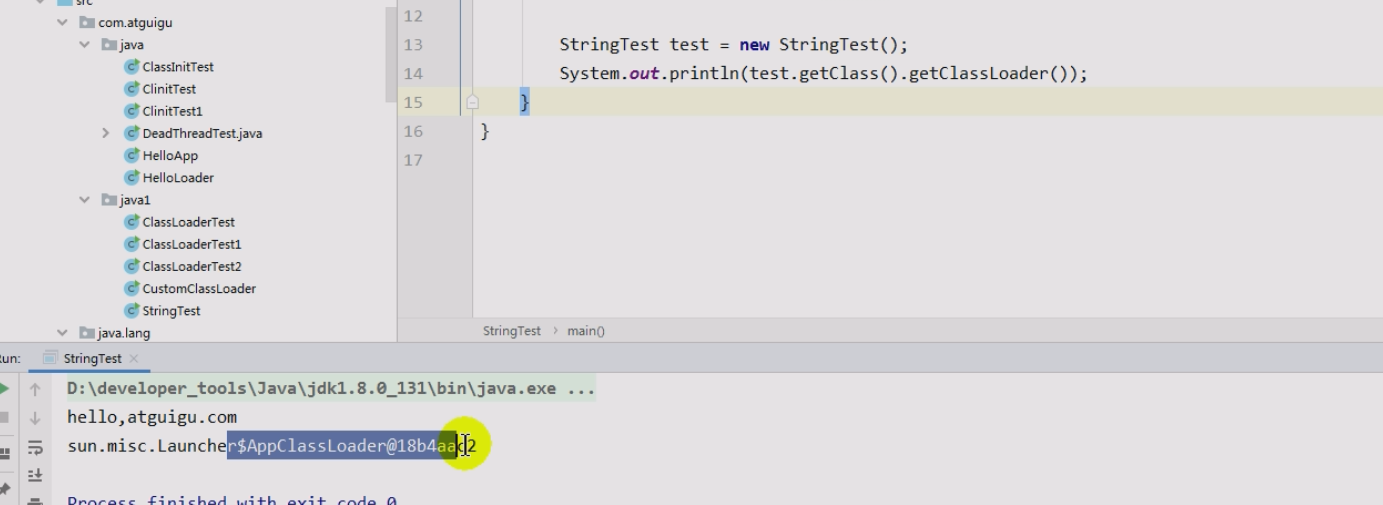 src
com.atguigu
java
ClassInitTest
ClinitTest
ClinitTest1
DeadThreadTest.java
HelloApp
HelloLoader
java1
ClassLoaderTest
ClassLoaderTest1
ClassLoaderTest2
CustomClassLoader
StringTest
java.lang
12
13 StringTest test = new StringTest();
14 System.out.println(test.getClass().getClassLoader());
15 }
16 }
17
StringTest › main()
Run: StringTest ×
D:\developer_tools\Java\jdk1.8.0_131\bin\java.exe ...
hello,atguigu.com
sun.misc.Launcher$AppClassLoader@18b4aac2
Process finished with exit code 0